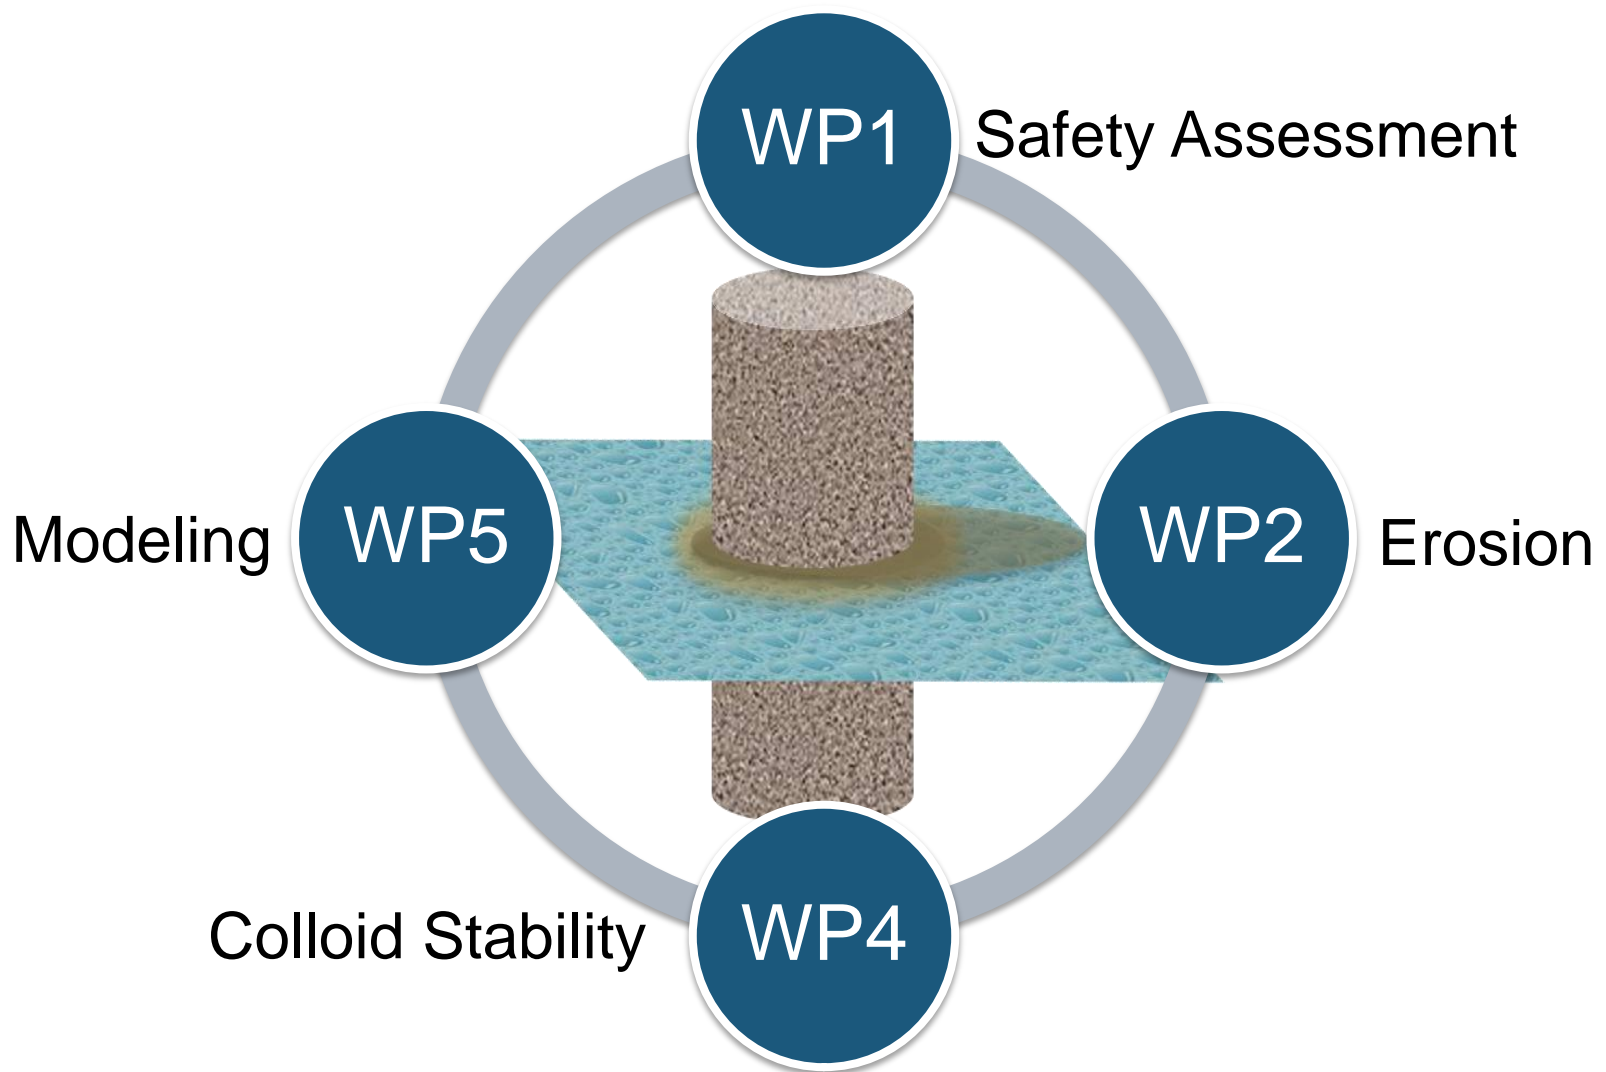 WP1
Safety Assessment
WP2
Erosion
WP4
Colloid Stability
WP5
Modeling